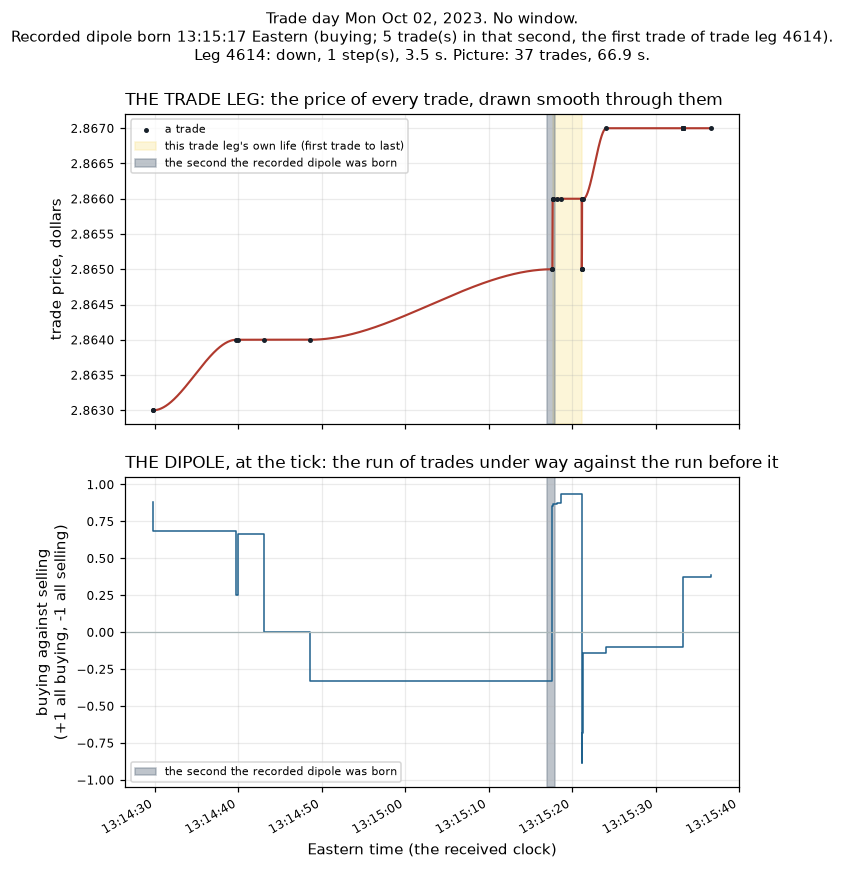 Trade day Mon Oct 02, 2023. No window.
Recorded dipole born 13:15:17 Eastern (buying; 5 trade(s) in that second, the first trade of trade leg 4614).
Leg 4614: down, 1 step(s), 3.5 s. Picture: 37 trades, 66.9 s.
THE TRADE LEG: the price of every trade, drawn smooth through them
a trade
this trade leg's own life (first trade to last)
the second the recorded dipole was born
trade price, dollars
2.8670
2.8665
2.8660
2.8655
2.8650
2.8645
2.8640
2.8635
2.8630
THE DIPOLE, at the tick: the run of trades under way against the run before it
buying against selling
(+1 all buying, -1 all selling)
1.00
0.75
0.50
0.25
0.00
−0.25
−0.50
−0.75
−1.00
the second the recorded dipole was born
13:14:30
13:14:40
13:14:50
13:15:00
13:15:10
13:15:20
13:15:30
13:15:40
Eastern time (the received clock)